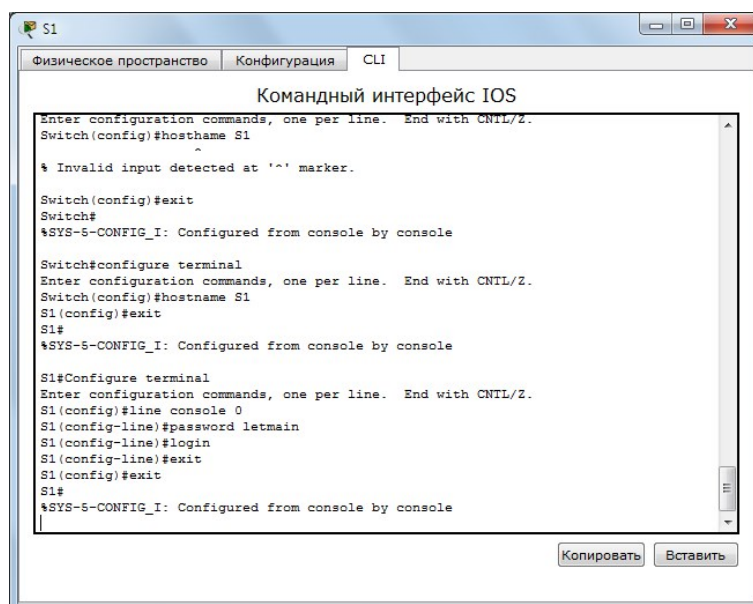 S1
Физическое пространство Конфигурация CLI
Командный интерфейс IOS
Enter configuration commands, one per line. End with CNTL/Z.
Switch(config)#hosthame S1
^
% Invalid input detected at '^' marker.
Switch(config)#exit
Switch#
%SYS-5-CONFIG_I: Configured from console by console
Switch#configure terminal
Enter configuration commands, one per line. End with CNTL/Z.
Switch(config)#hostname S1
S1(config)#exit
S1#
%SYS-5-CONFIG_I: Configured from console by console
S1#Configure terminal
Enter configuration commands, one per line. End with CNTL/Z.
S1(config)#line console 0
S1(config-line)#password letmain
S1(config-line)#login
S1(config-line)#exit
S1(config)#exit
S1#
%SYS-5-CONFIG_I: Configured from console by console
Копировать Вставить